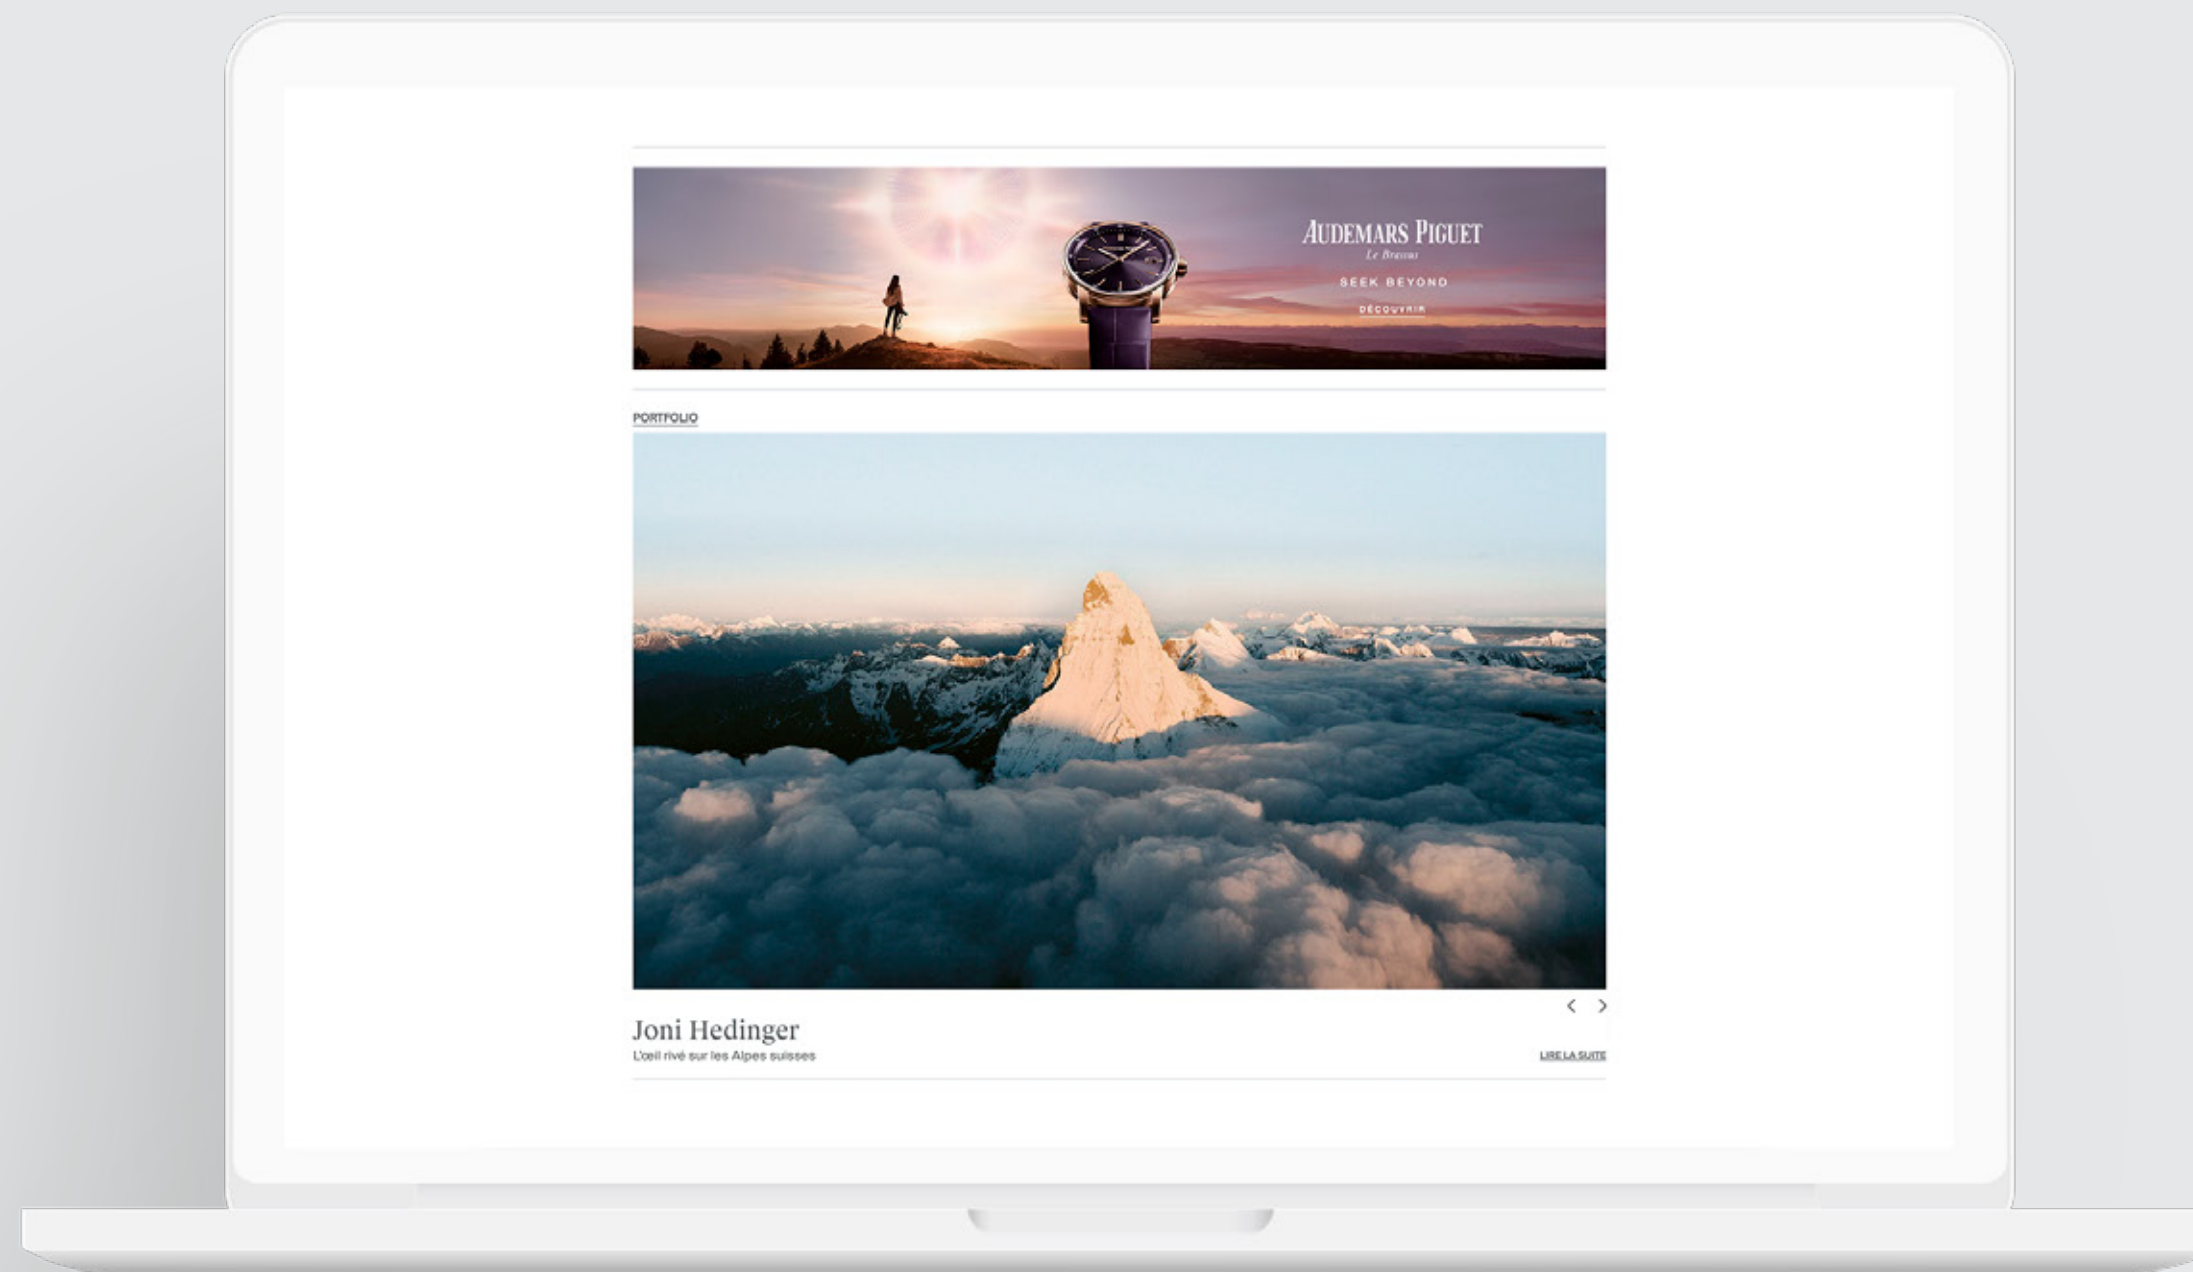 AUDEMARS PIGUET
Le Brassus
SEEK BEYOND
DÉCOUVRIR
PORTFOLIO
Joni Hedinger
L'œil rivé sur les Alpes suisses
LIRE LA SUITE